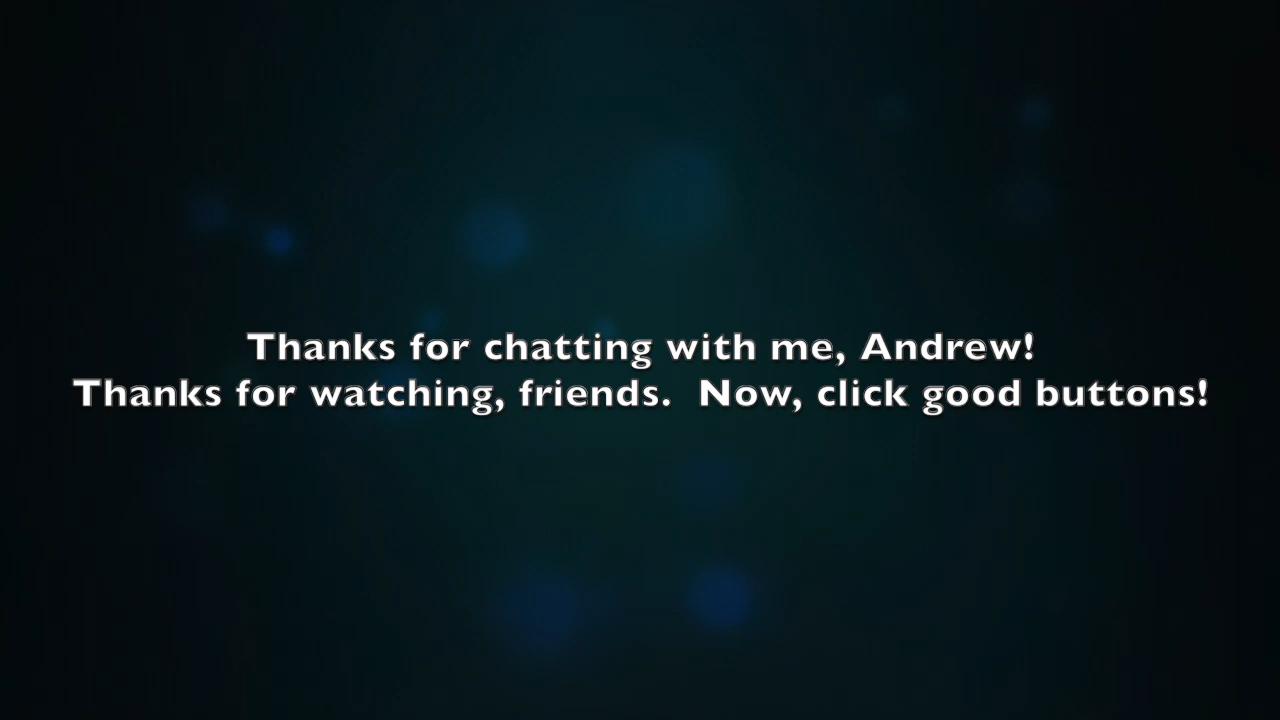 Thanks for chatting with me, Andrew!
Thanks for watching, friends.  Now, click good buttons!